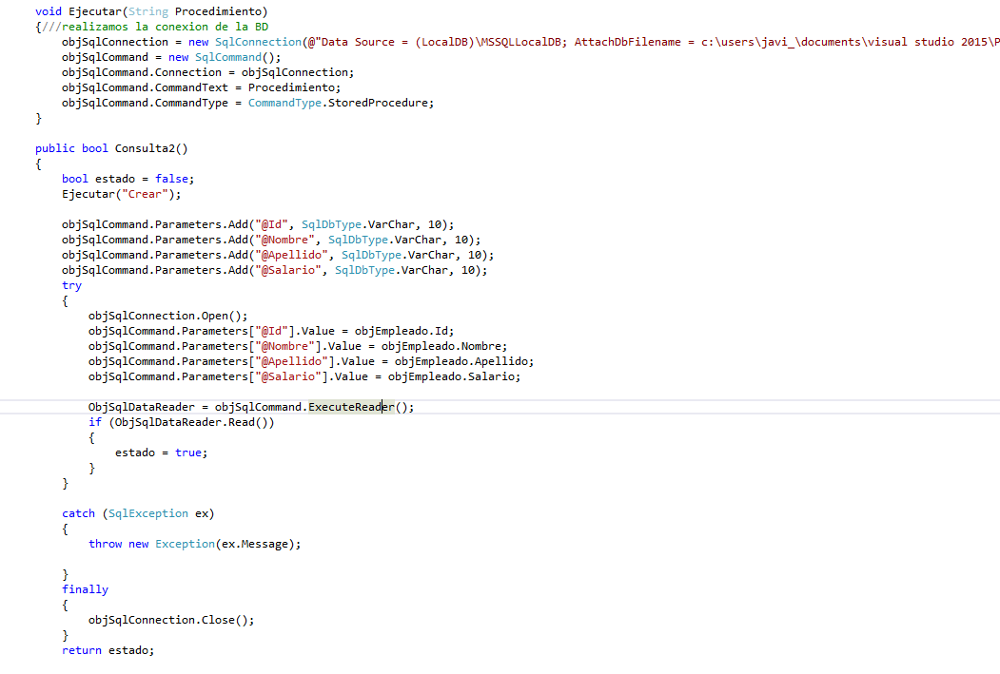 void Ejecutar(String Procedimiento)
{///realizamos la conexion de la BD
objSqlConnection = new SqlConnection(@"Data Source = (LocalDB)\MSSQLLocalDB; AttachDbFilename = c:\users\javi_\documents\visual studio 2015\P
objSqlCommand = new SqlCommand();
objSqlCommand.Connection = objSqlConnection;
objSqlCommand.CommandText = Procedimiento;
objSqlCommand.CommandType = CommandType.StoredProcedure;
}
public bool Consulta2()
{
bool estado = false;
Ejecutar("Crear");
objSqlCommand.Parameters.Add("@Id", SqlDbType.VarChar, 10);
objSqlCommand.Parameters.Add("@Nombre", SqlDbType.VarChar, 10);
objSqlCommand.Parameters.Add("@Apellido", SqlDbType.VarChar, 10);
objSqlCommand.Parameters.Add("@Salario", SqlDbType.VarChar, 10);
try
{
objSqlConnection.Open();
objSqlCommand.Parameters["@Id"].Value = objEmpleado.Id;
objSqlCommand.Parameters["@Nombre"].Value = objEmpleado.Nombre;
objSqlCommand.Parameters["@Apellido"].Value = objEmpleado.Apellido;
objSqlCommand.Parameters["@Salario"].Value = objEmpleado.Salario;
ObjSqlDataReader = objSqlCommand.ExecuteReader();
if (ObjSqlDataReader.Read())
{
estado = true;
}
}
catch (SqlException ex)
{
throw new Exception(ex.Message);
}
finally
{
objSqlConnection.Close();
}
return estado;